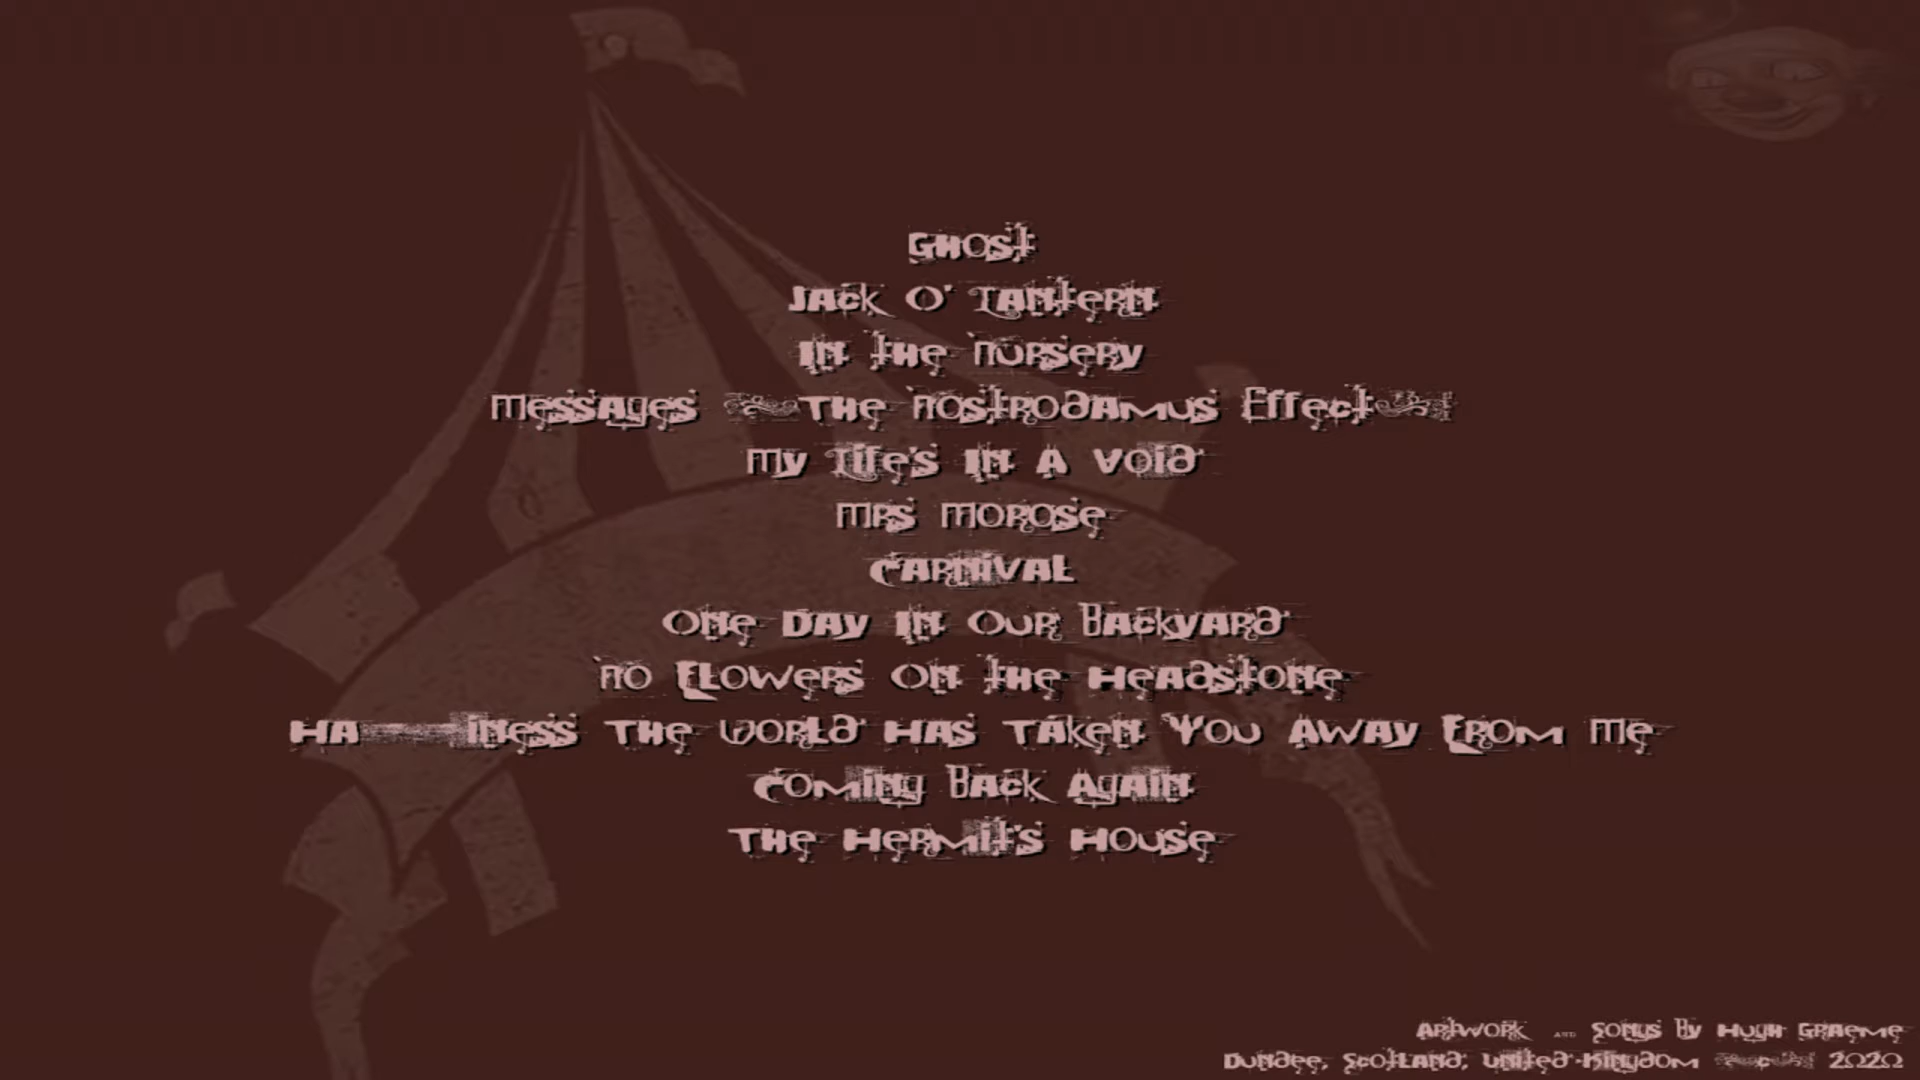 Ghost
Jack O' Lantern
In the Nursery
Messages The Nostrodamus Effect
My Life's In A Void
Mrs Morose
Carnival
One Day In Our Backyard
No Flowers On the Headstone
The World Has Taken You Away From Me
Coming Back Again
The Hermit's House
Artwork and Songs By Hugh Graeme
Dundee, Scotland, United Kingdom 2020